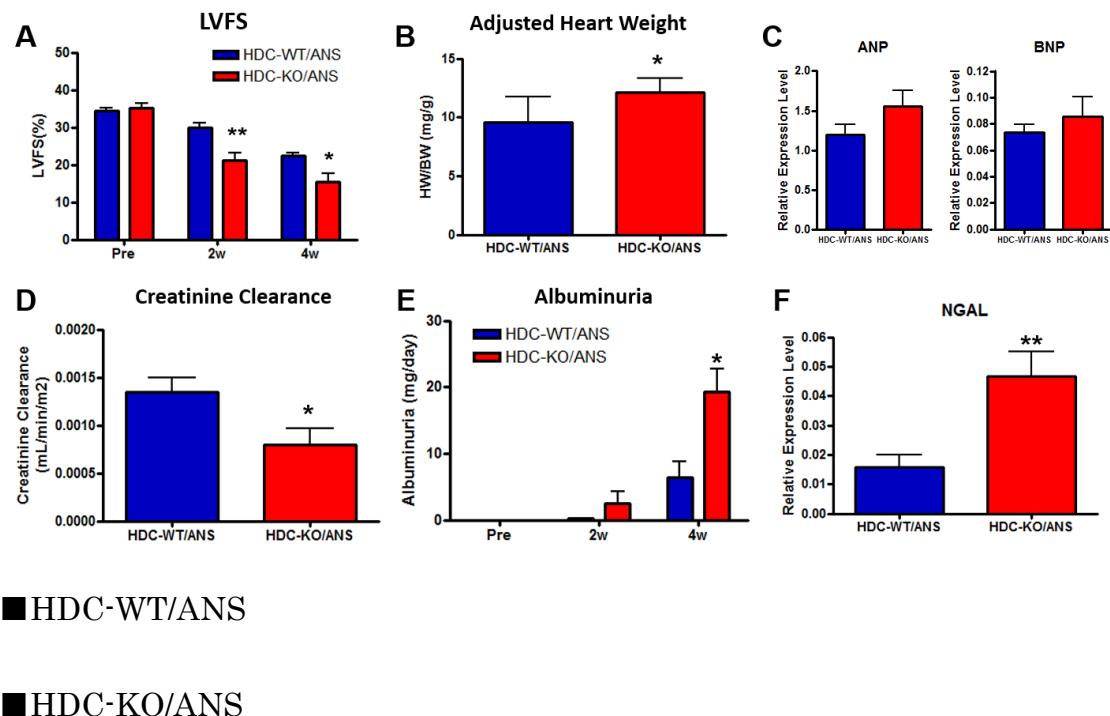 A
LVFS
LVFS(%)
50
40
30
20
10
0
HDC-WT/ANS
HDC-KO/ANS
**
*
Pre 2w 4w
B
Adjusted Heart Weight
HW/BW (mg/g)
15
10
5
0
*
HDC-WT/ANS HDC-KO/ANS
C
ANP
Relative Expression Level
2.0
1.5
1.0
0.5
0.0
HDC-WT/ANS HDC-KO/ANS
BNP
Relative Expression Level
0.12
0.10
0.08
0.06
0.04
0.02
0.00
HDC-WT/ANS HDC-KO/ANS
D
Creatinine Clearance
Creatinine Clearance
(mL/min/m2)
0.0020
0.0015
0.0010
0.0005
0.0000
*
HDC-WT/ANS HDC-KO/ANS
E
Albuminuria
Albuminuria (mg/day)
30
20
10
0
HDC-WT/ANS
HDC-KO/ANS
*
Pre 2w 4w
F
NGAL
Relative Expression Level
0.06
0.05
0.04
0.03
0.02
0.01
0.00
**
HDC-WT/ANS HDC-KO/ANS
■HDC-WT/ANS
■HDC-KO/ANS